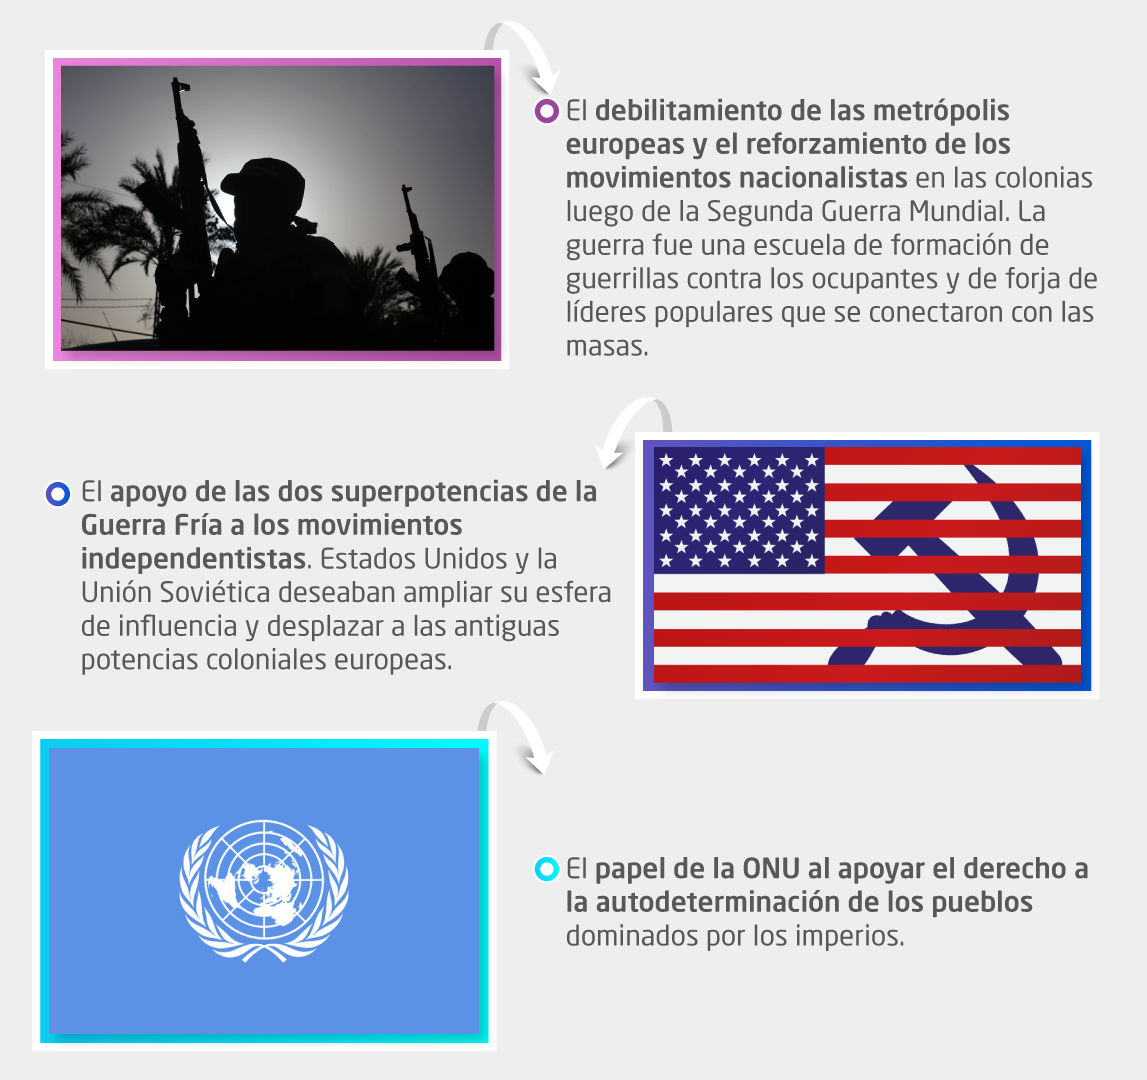 El debilitamiento de las metrópolis
europeas y el reforzamiento de los
movimientos nacionalistas en las colonias
luego de la Segunda Guerra Mundial. La
guerra fue una escuela de formación de
guerrillas contra los ocupantes y de forja de
líderes populares que se conectaron con las
masas.
El apoyo de las dos superpotencias de la
Guerra Fría a los movimientos
independentistas. Estados Unidos y la
Unión Soviética deseaban ampliar su esfera
de influencia y desplazar a las antiguas
potencias coloniales europeas.
El papel de la ONU al apoyar el derecho a
la autodeterminación de los pueblos
dominados por los imperios.